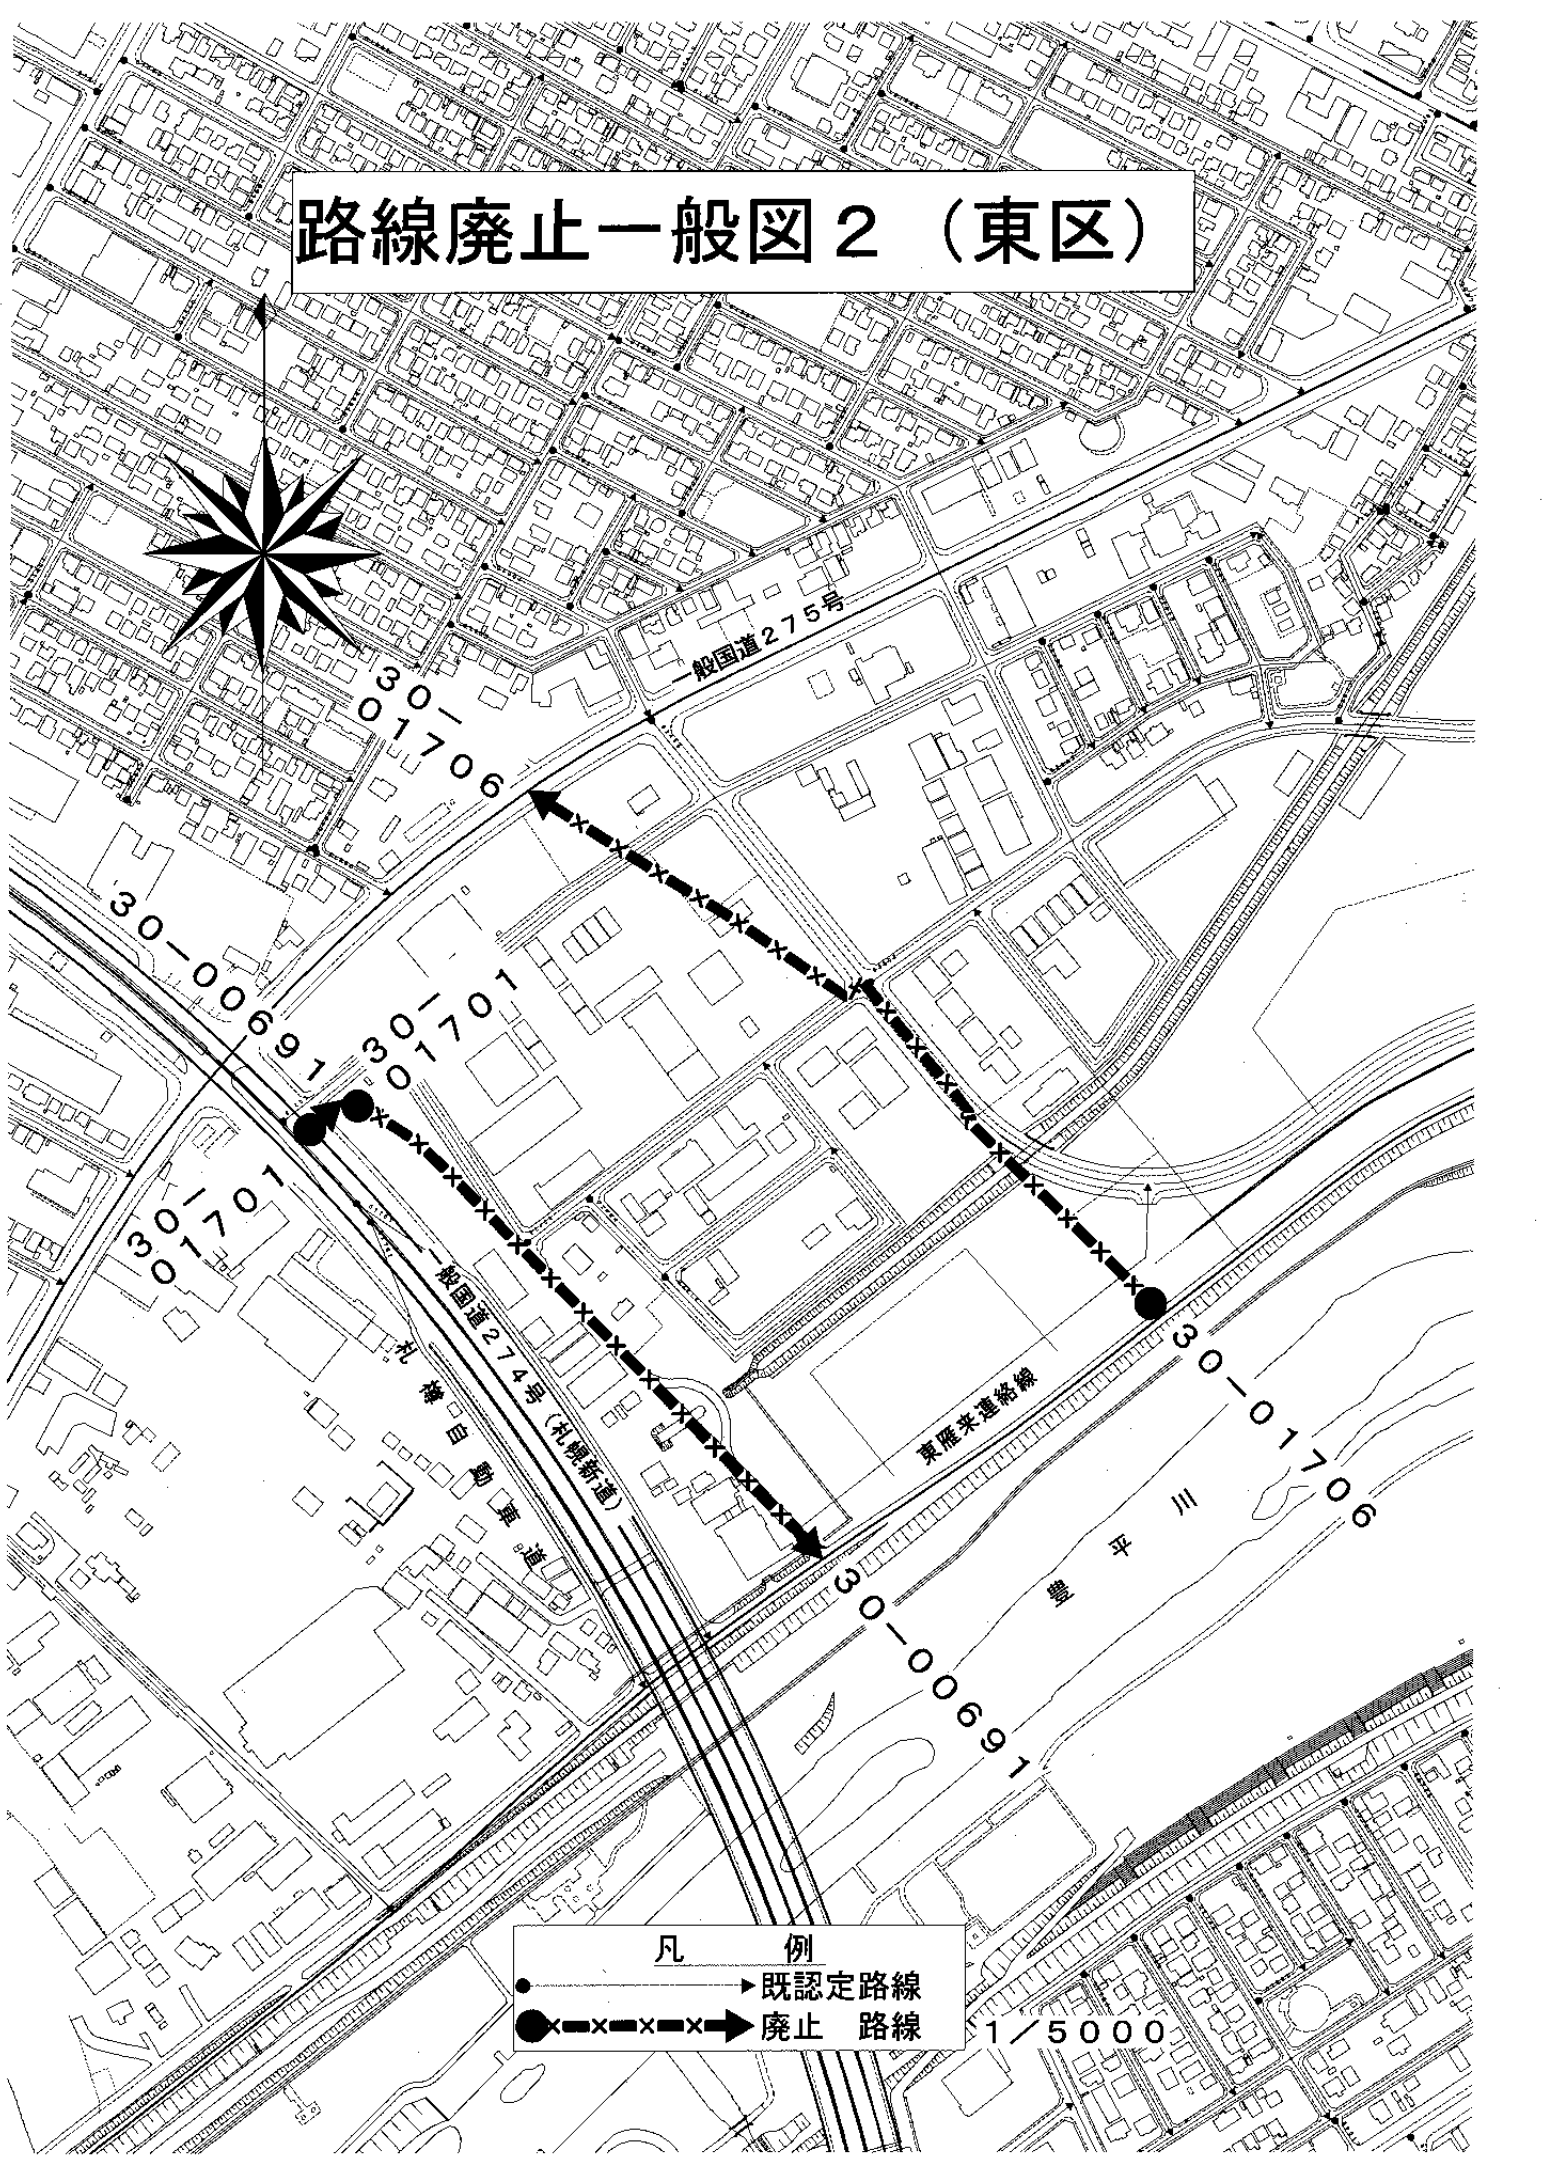 路線廃止一般図２（東区）
一般国道２７５号
３０－
０１７０６
３０－００６９１
３０－
０１７０１
３０－
０１７０１
一般国道２７４号（札幌新道）
札樽自動車道
東雁来連絡線
３０－０１７０６
豊平川
３０－００６９１
凡　例
既認定路線
廃止　路線
１／５０００